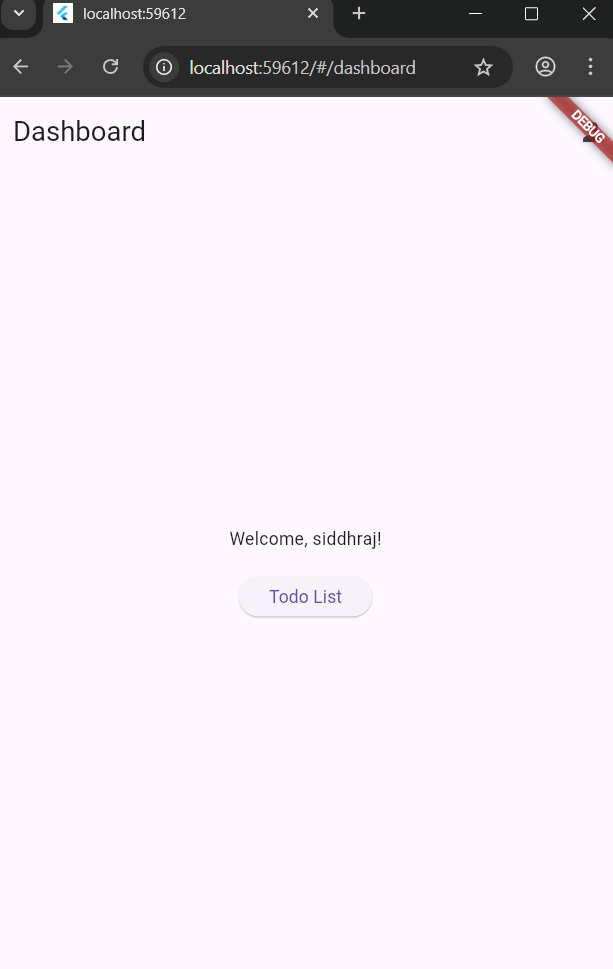 localhost:59612
localhost:59612/#/dashboard
Dashboard
DEBUG
Welcome, siddhraj!
Todo List